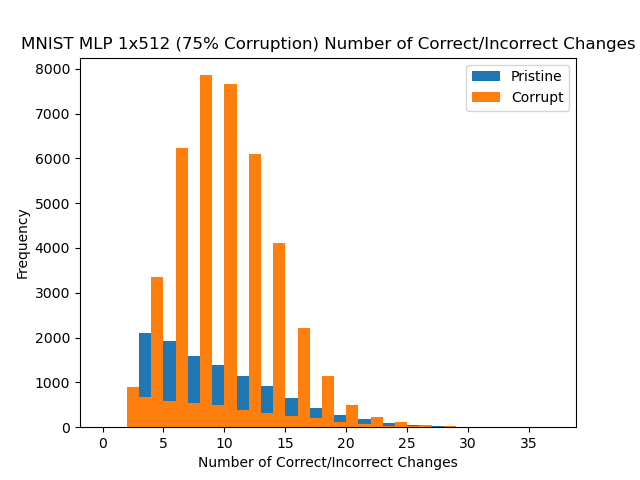 MNIST MLP 1x512 (75% Corruption) Number of Correct/Incorrect Changes
Pristine
Corrupt
Frequency
8000
7000
6000
5000
4000
3000
2000
1000
0
0 5 10 15 20 25 30 35
Number of Correct/Incorrect Changes